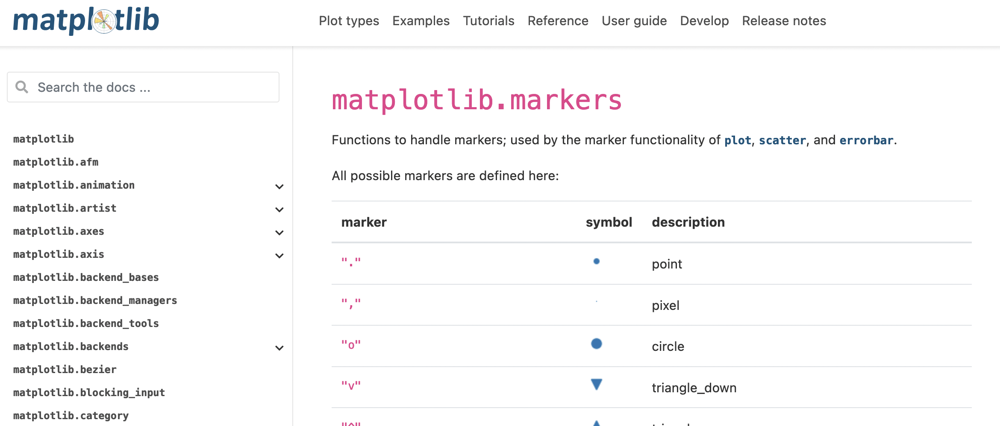 matplotlib
Plot types Examples Tutorials Reference User guide Develop Release notes
Search the docs ...
matplotlib
matplotlib.afm
matplotlib.animation
matplotlib.artist
matplotlib.axes
matplotlib.axis
matplotlib.backend_bases
matplotlib.backend_managers
matplotlib.backend_tools
matplotlib.backends
matplotlib.bezier
matplotlib.blocking_input
matplotlib.category
matplotlib.markers
Functions to handle markers; used by the marker functionality of plot, scatter, and errorbar.
All possible markers are defined here:
marker symbol description
"." point
"," pixel
"o" circle
"v" triangle_down